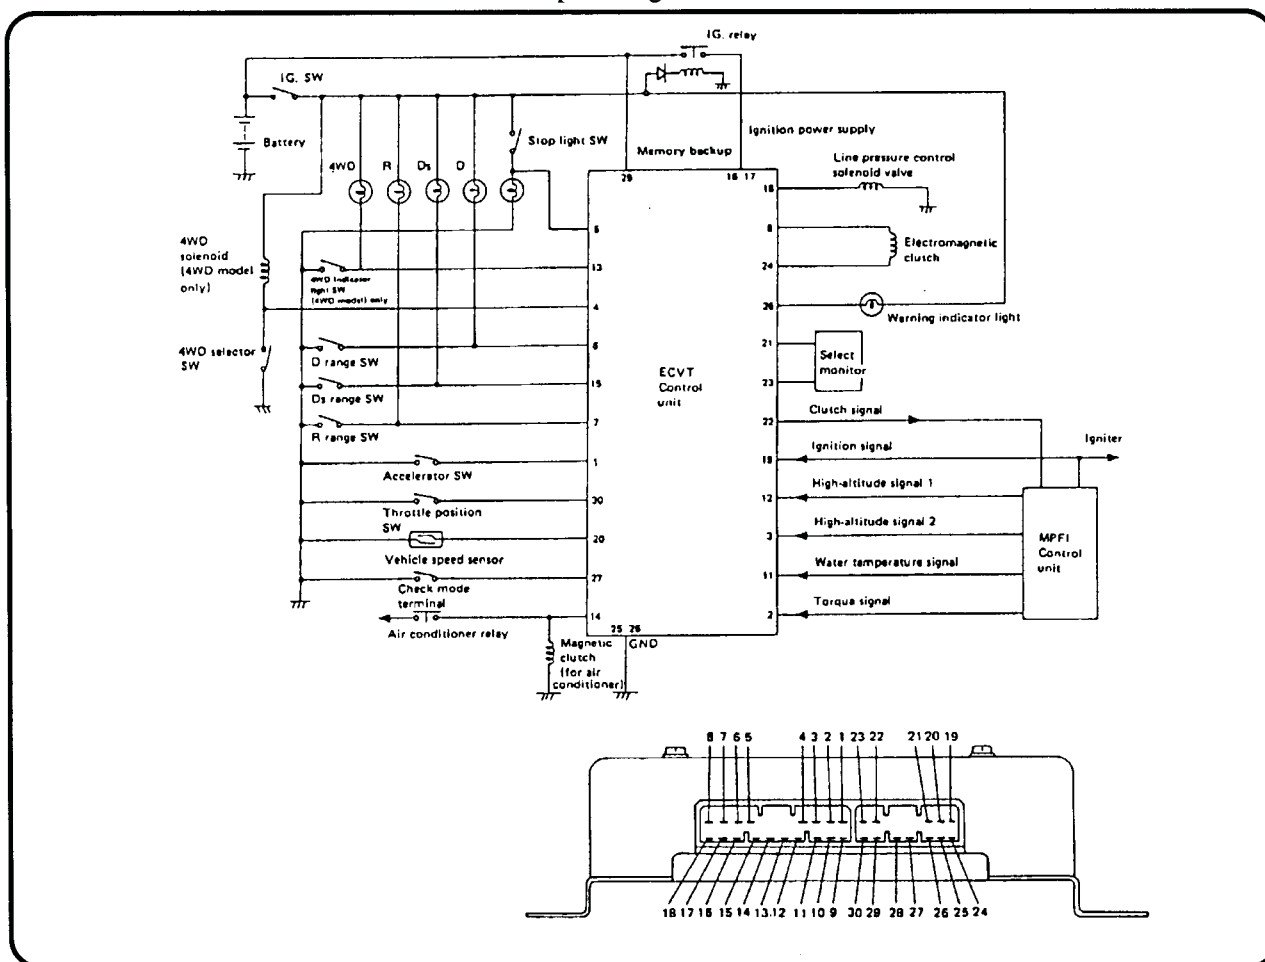 IG. relay
IG. SW
Battery
Stop light SW
Ignition power supply
Memory backup
4WD
R
Ds
D
29
16 17
Line pressure control
solenoid valve
18
5
8
Electromagnetic
clutch
24
4WD
solenoid
(4WD model
only)
13
4WD indicator
light SW
(4WD model) only
4
26
Warning indicator light
4WD selector
SW
D range SW
6
21
Select
monitor
23
ECVT
Control
unit
Ds range SW
15
R range SW
7
22
Clutch signal
Igniter
Ignition signal
19
Accelerator SW
1
High-altitude signal 1
12
Throttle position
SW
30
High-altitude signal 2
3
MPFI
Control
unit
Vehicle speed sensor
20
Water temperature signal
11
Check mode
terminal
27
Torque signal
2
Air conditioner relay
14
25 26
GND
Magnetic
clutch
(for air
conditioner)
8 7 6 5 4 3 2 1 23 22 21 20 19
18 17 16 15 14 13 12 11 10 9 30 29 28 27 26 25 24